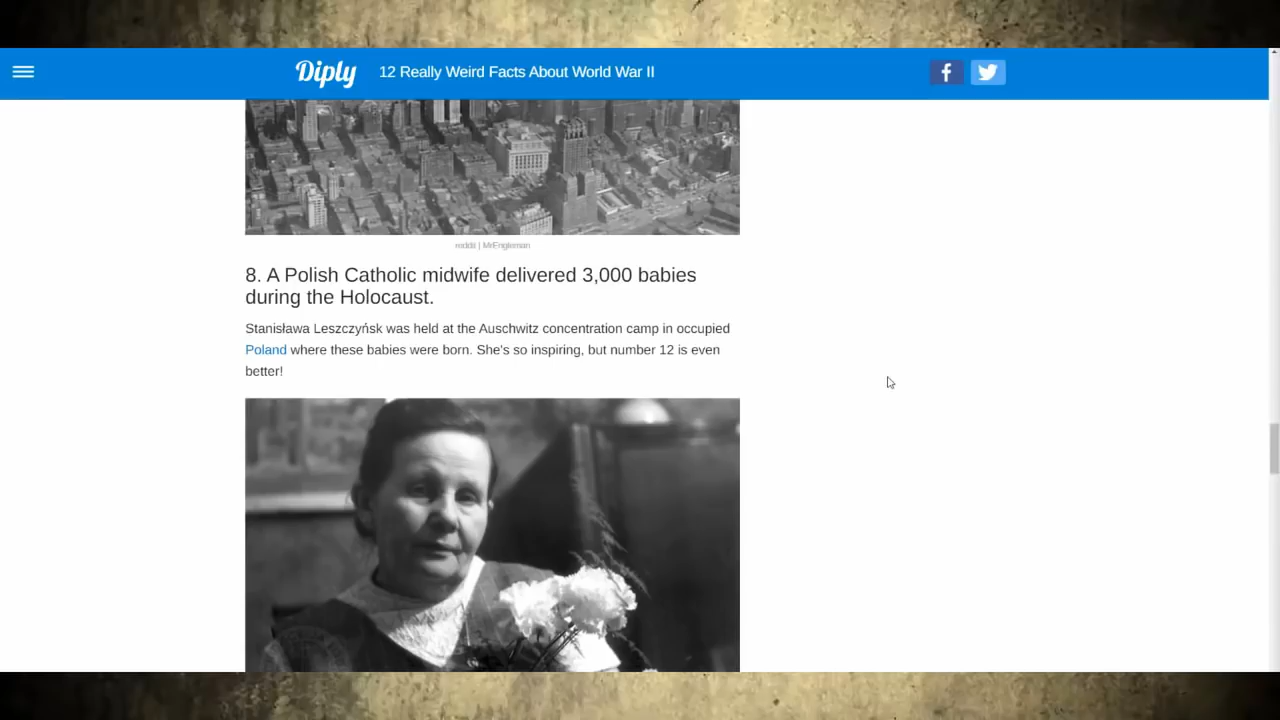 Diply
12 Really Weird Facts About World War II
reddit | MrEngleman
8. A Polish Catholic midwife delivered 3,000 babies
during the Holocaust.
Stanisława Leszczyńsk was held at the Auschwitz concentration camp in occupied
Poland where these babies were born. She's so inspiring, but number 12 is even
better!